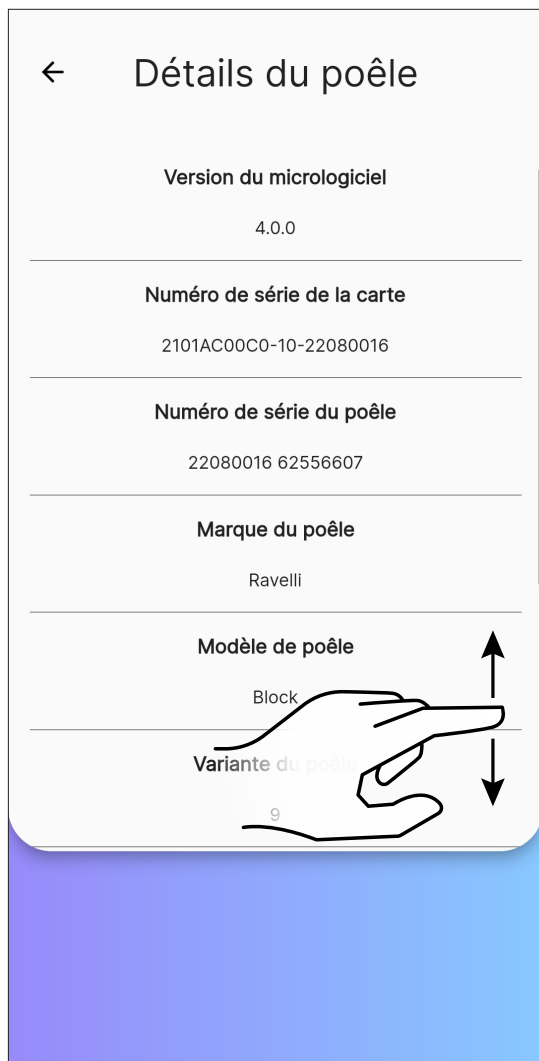 Détails du poêle
Version du micrologiciel
4.0.0
Numéro de série de la carte
2101AC00C0-10-22080016
Numéro de série du poêle
22080016 62556607
Marque du poêle
Ravelli
Modèle de poêle
Block
Variante du poêle
9